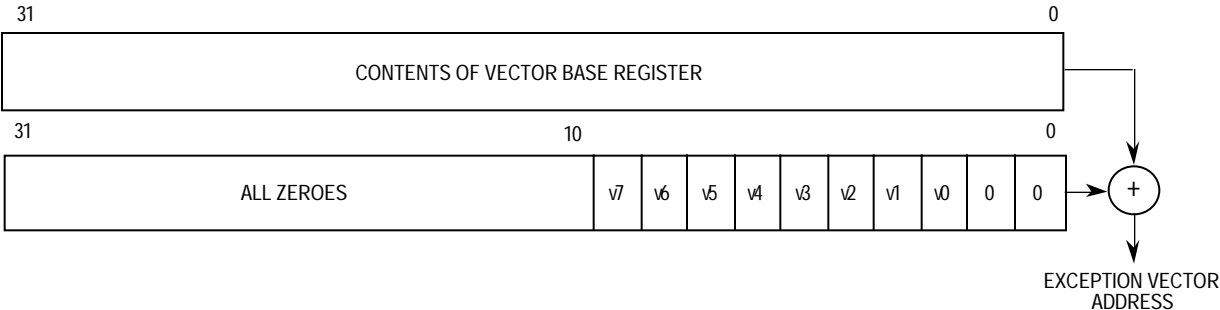 31 0
CONTENTS OF VECTOR BASE REGISTER
31 10 0
ALL ZEROES v7 v6 v5 v4 v3 v2 v1 v0 0 0
+
EXCEPTION VECTOR
ADDRESS